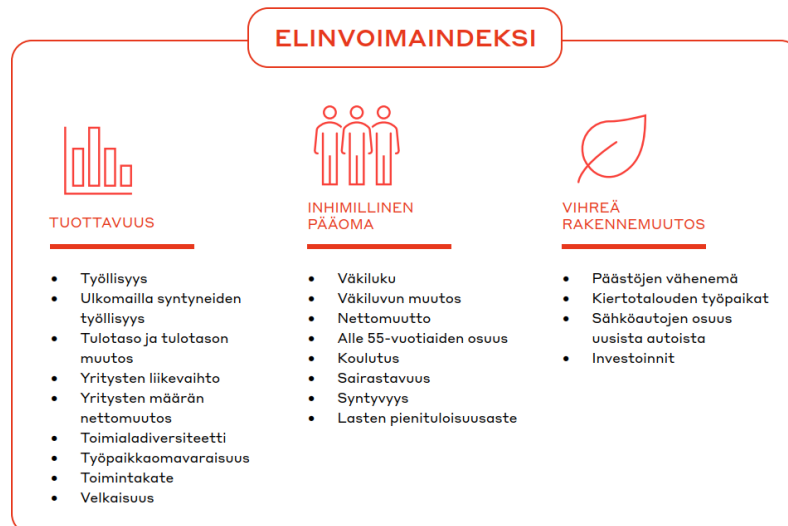 ELINVOIMAINDEKSI
TUOTTAVUUS
• Työllisyys
• Ulkomailla syntyneiden
työllisyys
• Tulotaso ja tulotason
muutos
• Yritysten liikevaihto
• Yritysten määrän
nettomuutos
• Toimialadiversiteetti
• Työpaikkaomavaraisuus
• Toimintakate
• Velkaisuus
INHIMILLINEN
PÄÄOMA
• Väkiluku
• Väkiluvun muutos
• Nettomuutto
• Alle 55-vuotiaiden osuus
• Koulutus
• Sairastavuus
• Syntyvyys
• Lasten pienituloisuusaste
VIHREÄ
RAKENNEMUUTOS
• Päästöjen vähenemä
• Kiertotalouden työpaikat
• Sähköautojen osuus
uusista autoista
• Investoinnit